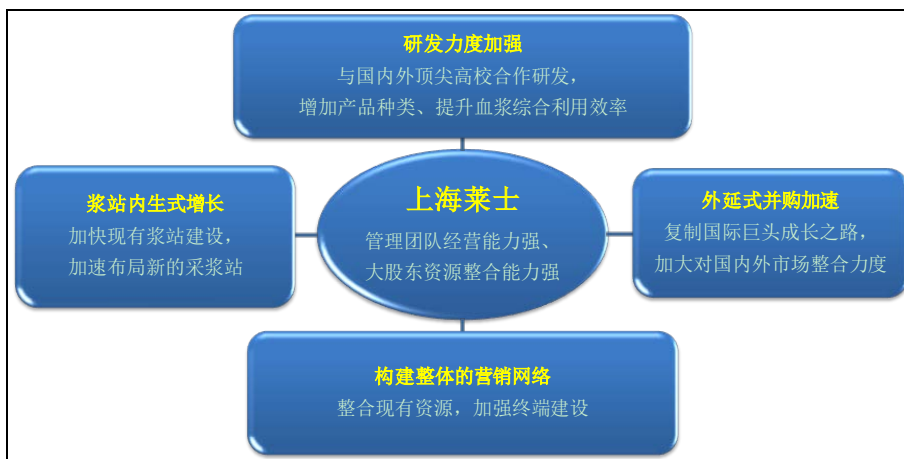 研发力度加强
与国内外顶尖高校合作研发，
增加产品种类、提升血浆综合利用效率
浆站内生式增长
加快现有浆站建设，
加速布局新的采浆站
上海莱士
管理团队经营能力强、
大股东资源整合能力强
外延式并购加速
复制国际巨头成长之路，
加大对国内外市场整合力度
构建整体的营销网络
整合现有资源，加强终端建设